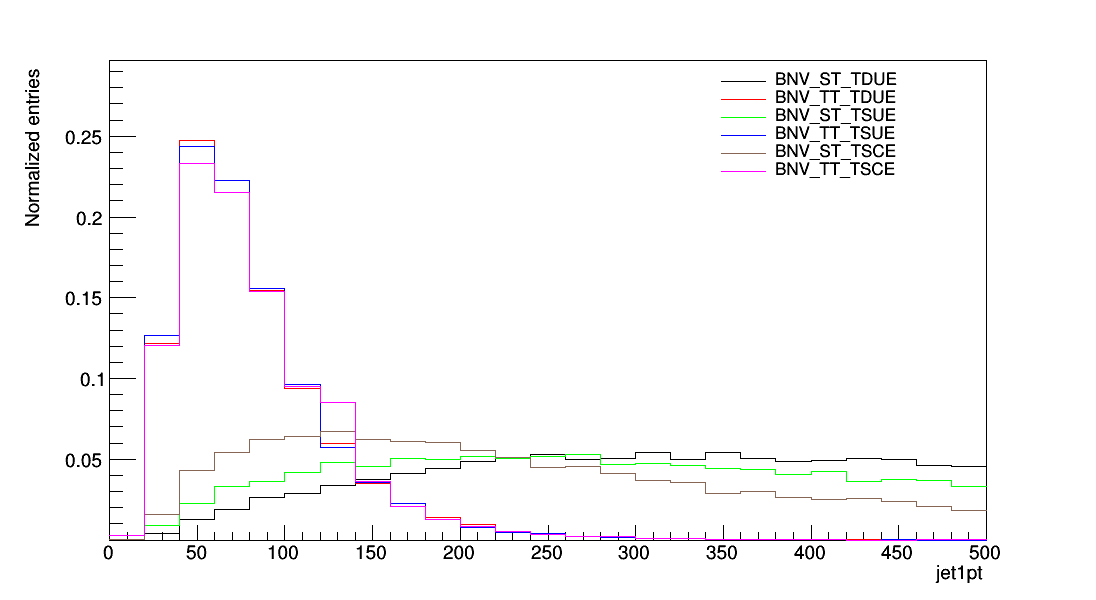 Normalized entries
BNV_ST_TDUE
BNV_TT_TDUE
BNV_ST_TSUE
BNV_TT_TSUE
BNV_ST_TSCE
BNV_TT_TSCE
0.25
0.2
0.15
0.1
0.05
0 50 100 150 200 250 300 350 400 450 500
jet1pt